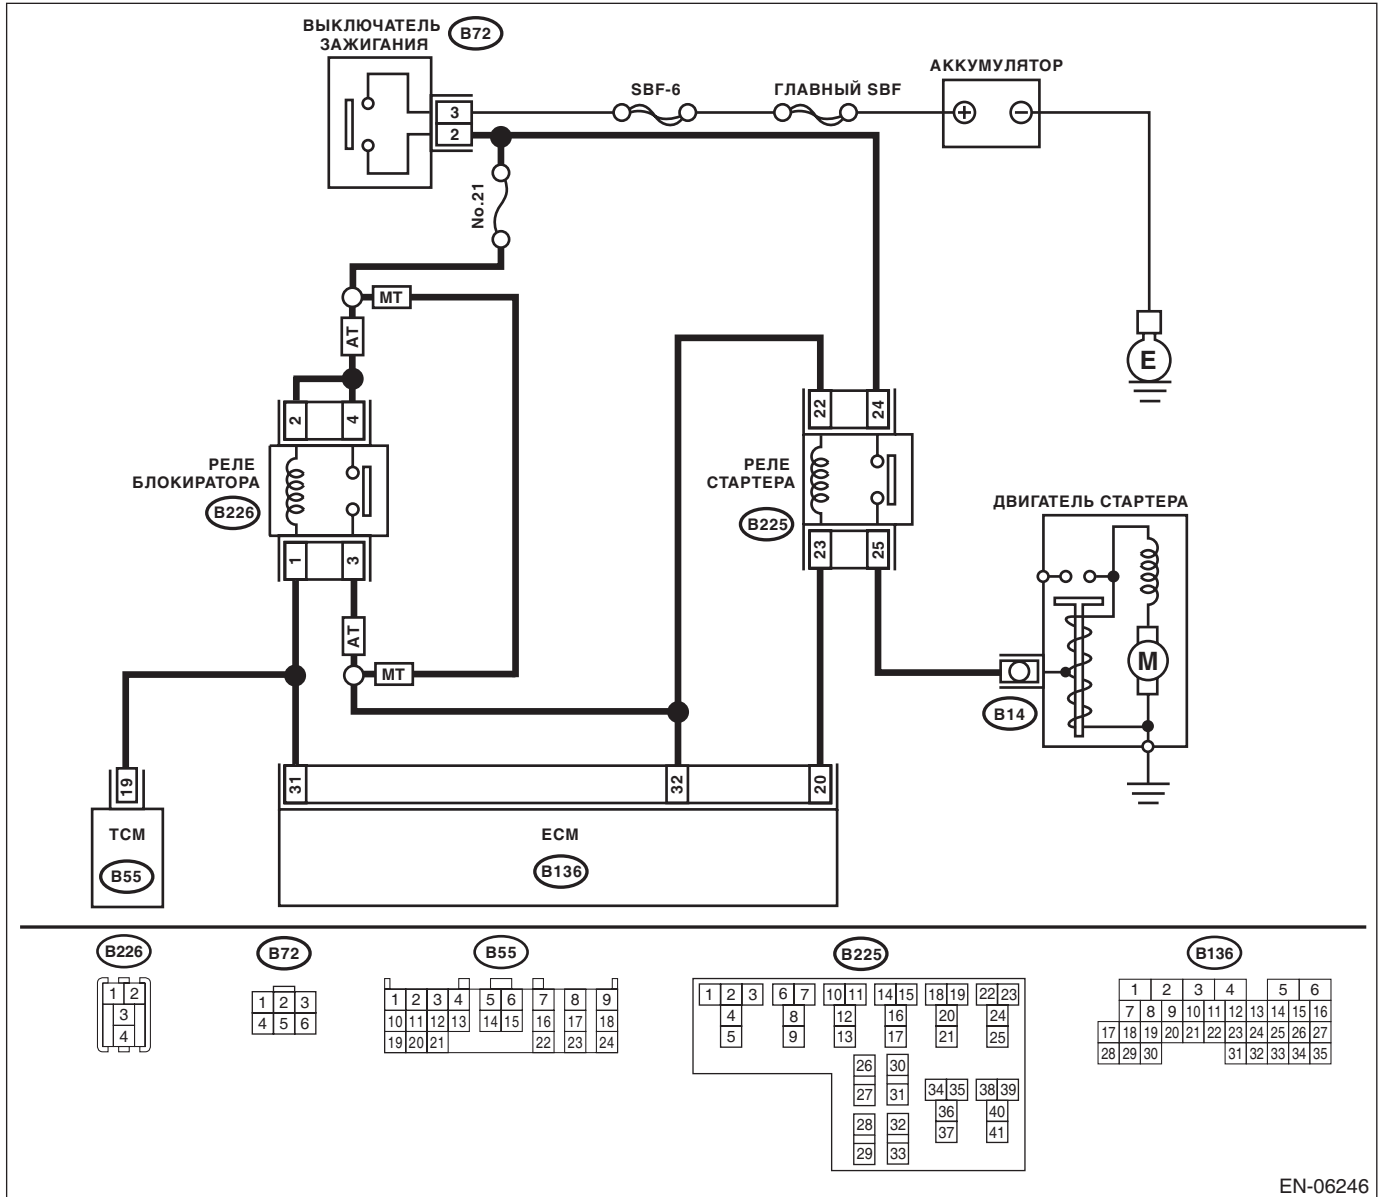 ВЫКЛЮЧАТЕЛЬ
ЗАЖИГАНИЯ
B72
3
2
SBF-6
ГЛАВНЫЙ SBF
АККУМУЛЯТОР
No.21
MT
AT
E
2
4
РЕЛЕ
БЛОКИРАТОРА
B226
1
3
AT
MT
22
24
РЕЛЕ
СТАРТЕРА
B225
23
25
ДВИГАТЕЛЬ СТАРТЕРА
M
B14
19
TCM
B55
31
32
20
ECM
B136
B226
1 2
3
4
B72
1 2 3
4 5 6
B55
1 2 3 4 5 6 7 8 9
10 11 12 13 14 15 16 17 18
19 20 21 22 23 24
B225
1 2 3 6 7 10 11 14 15 18 19 22 23
4 8 12 16 20 24
5 9 13 17 21 25
26 30
27 31
34 35 38 39
36 40
28 32
37 41
29 33
B136
1 2 3 4 5 6
7 8 9 10 11 12 13 14 15 16
17 18 19 20 21 22 23 24 25 26 27
28 29 30 31 32 33 34 35
EN-06246